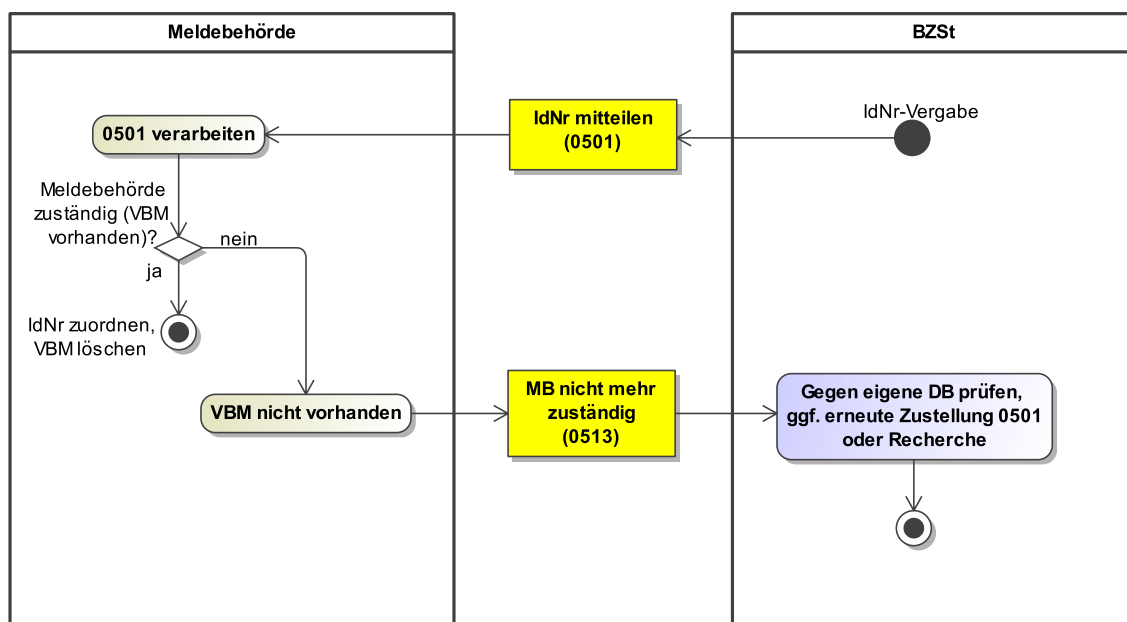 Meldebehörde
BZSt
IdNr-Vergabe
IdNr mitteilen
(0501)
0501 verarbeiten
Meldebehörde
zuständig (VBM
vorhanden)?
nein
ja
IdNr zuordnen,
VBM löschen
VBM nicht vorhanden
MB nicht mehr
zuständig
(0513)
Gegen eigene DB prüfen,
ggf. erneute Zustellung 0501
oder Recherche